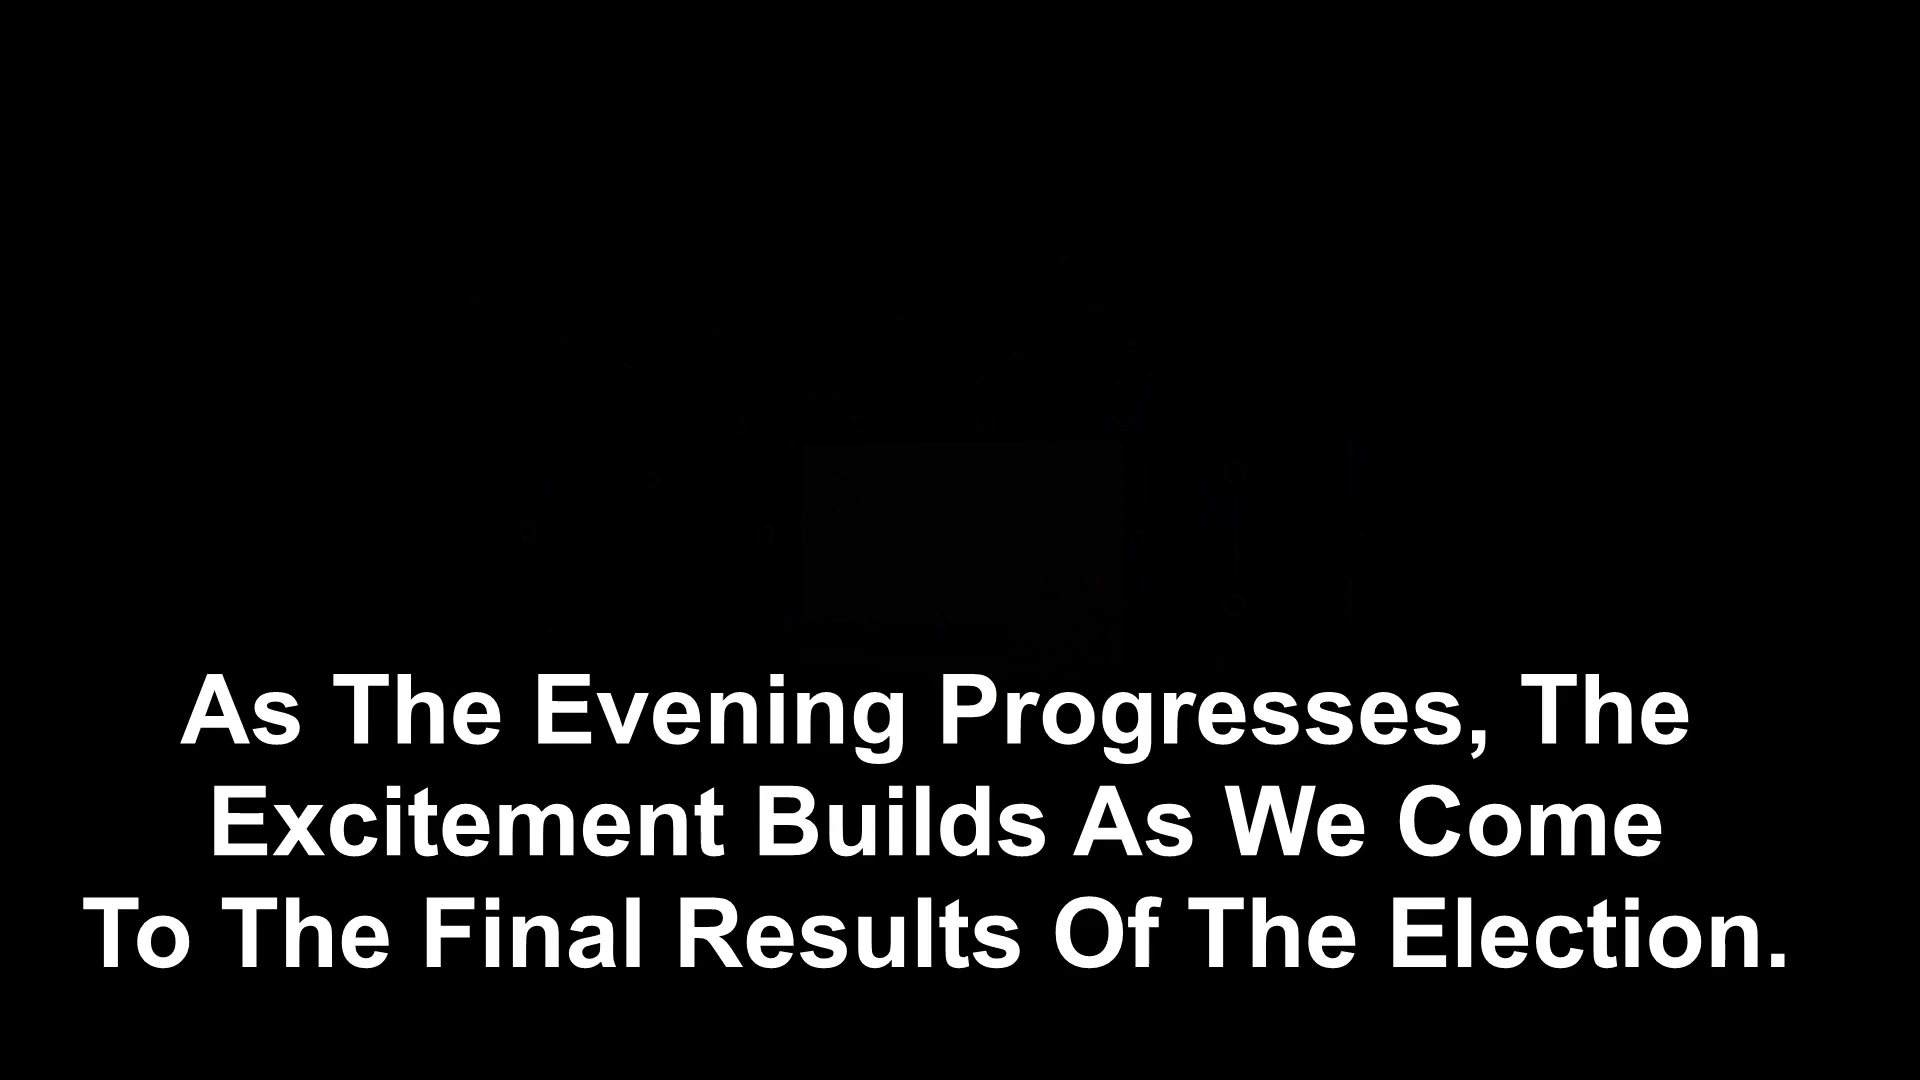 As The Evening Progresses, The
Excitement Builds As We Come
To The Final Results Of The Election.